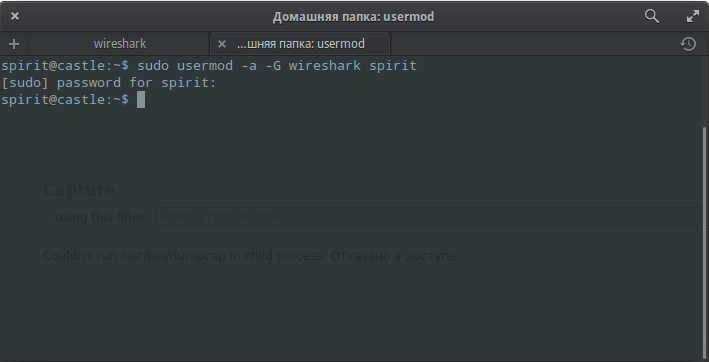 Домашняя папка: usermod
wireshark
...шняя папка: usermod
spirit@castle:~$ sudo usermod -a -G wireshark spirit
[sudo] password for spirit:
spirit@castle:~$
Capture
...using this filter: Enter a capture filter ...
Couldn't run /usr/bin/dumpcap in child process: Отказано в доступе